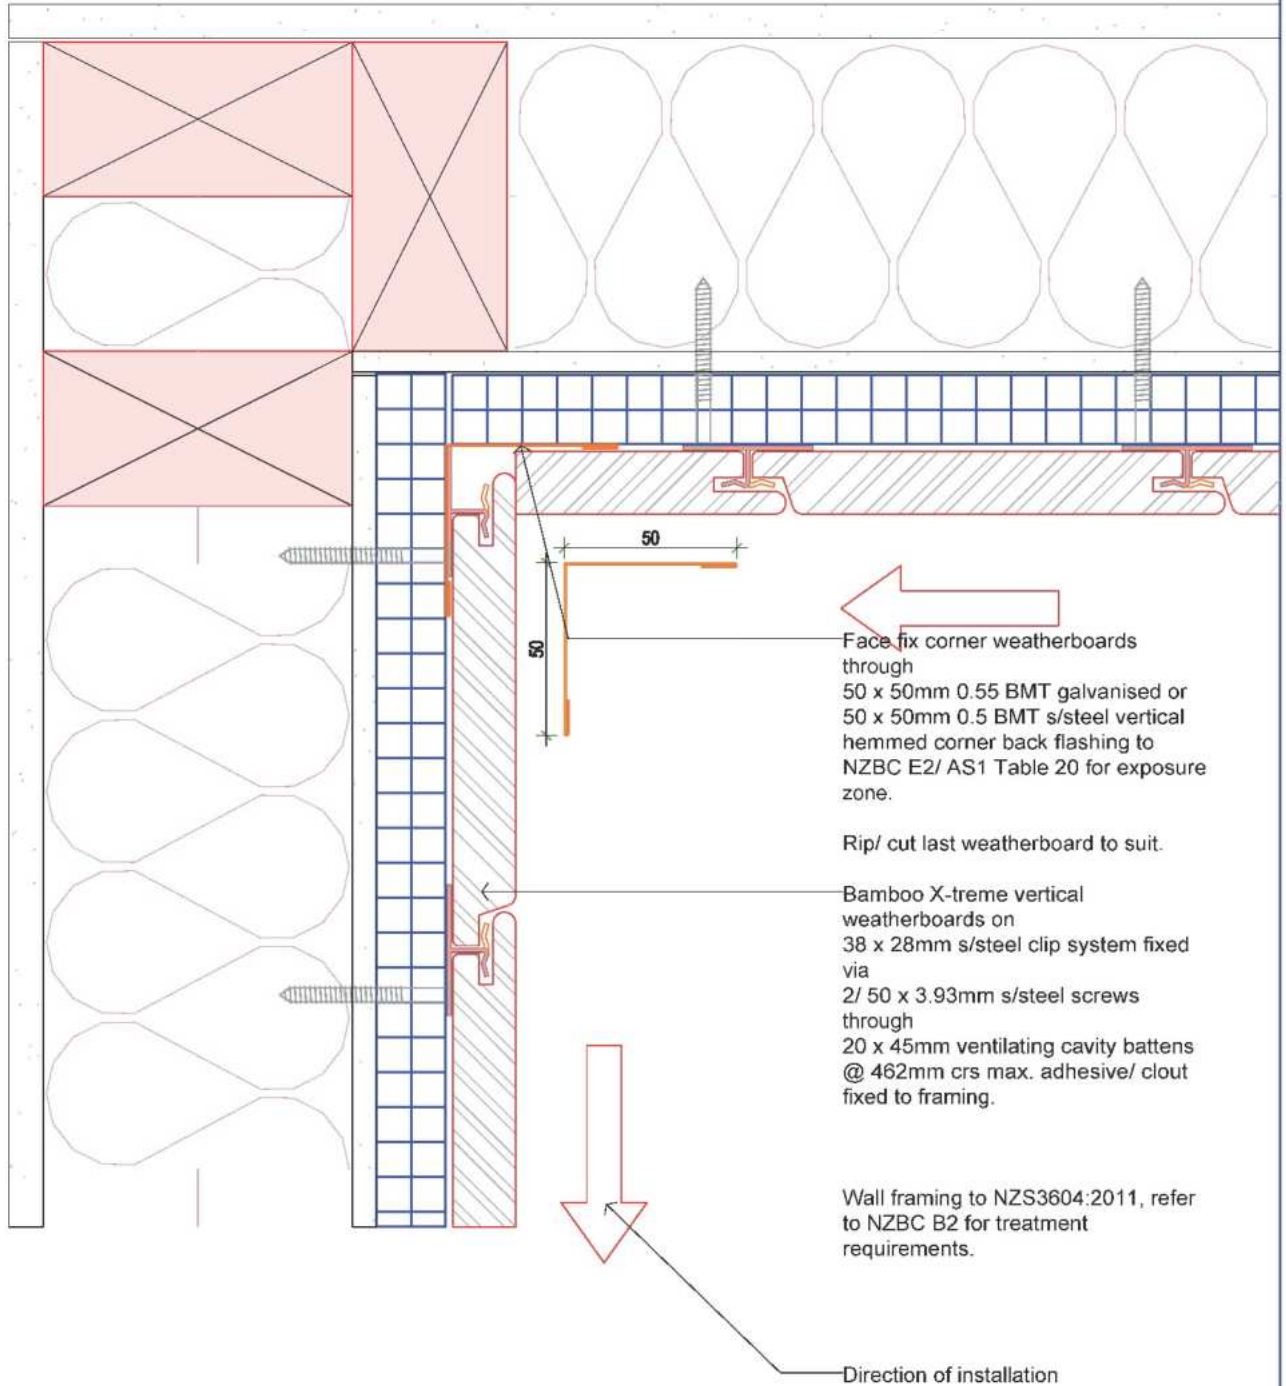 50
50
Face fix corner weatherboards
through
50 x 50mm 0.55 BMT galvanised or
50 x 50mm 0.5 BMT s/steel vertical
hemmed corner back flashing to
NZBC E2/ AS1 Table 20 for exposure
zone.
Rip/ cut last weatherboard to suit.
Bamboo X-treme vertical
weatherboards on
38 x 28mm s/steel clip system fixed
via
2/ 50 x 3.93mm s/steel screws
through
20 x 45mm ventilating cavity battens
@ 462mm crs max. adhesive/ clout
fixed to framing.
Wall framing to NZS3604:2011, refer
to NZBC B2 for treatment
requirements.
Direction of installation